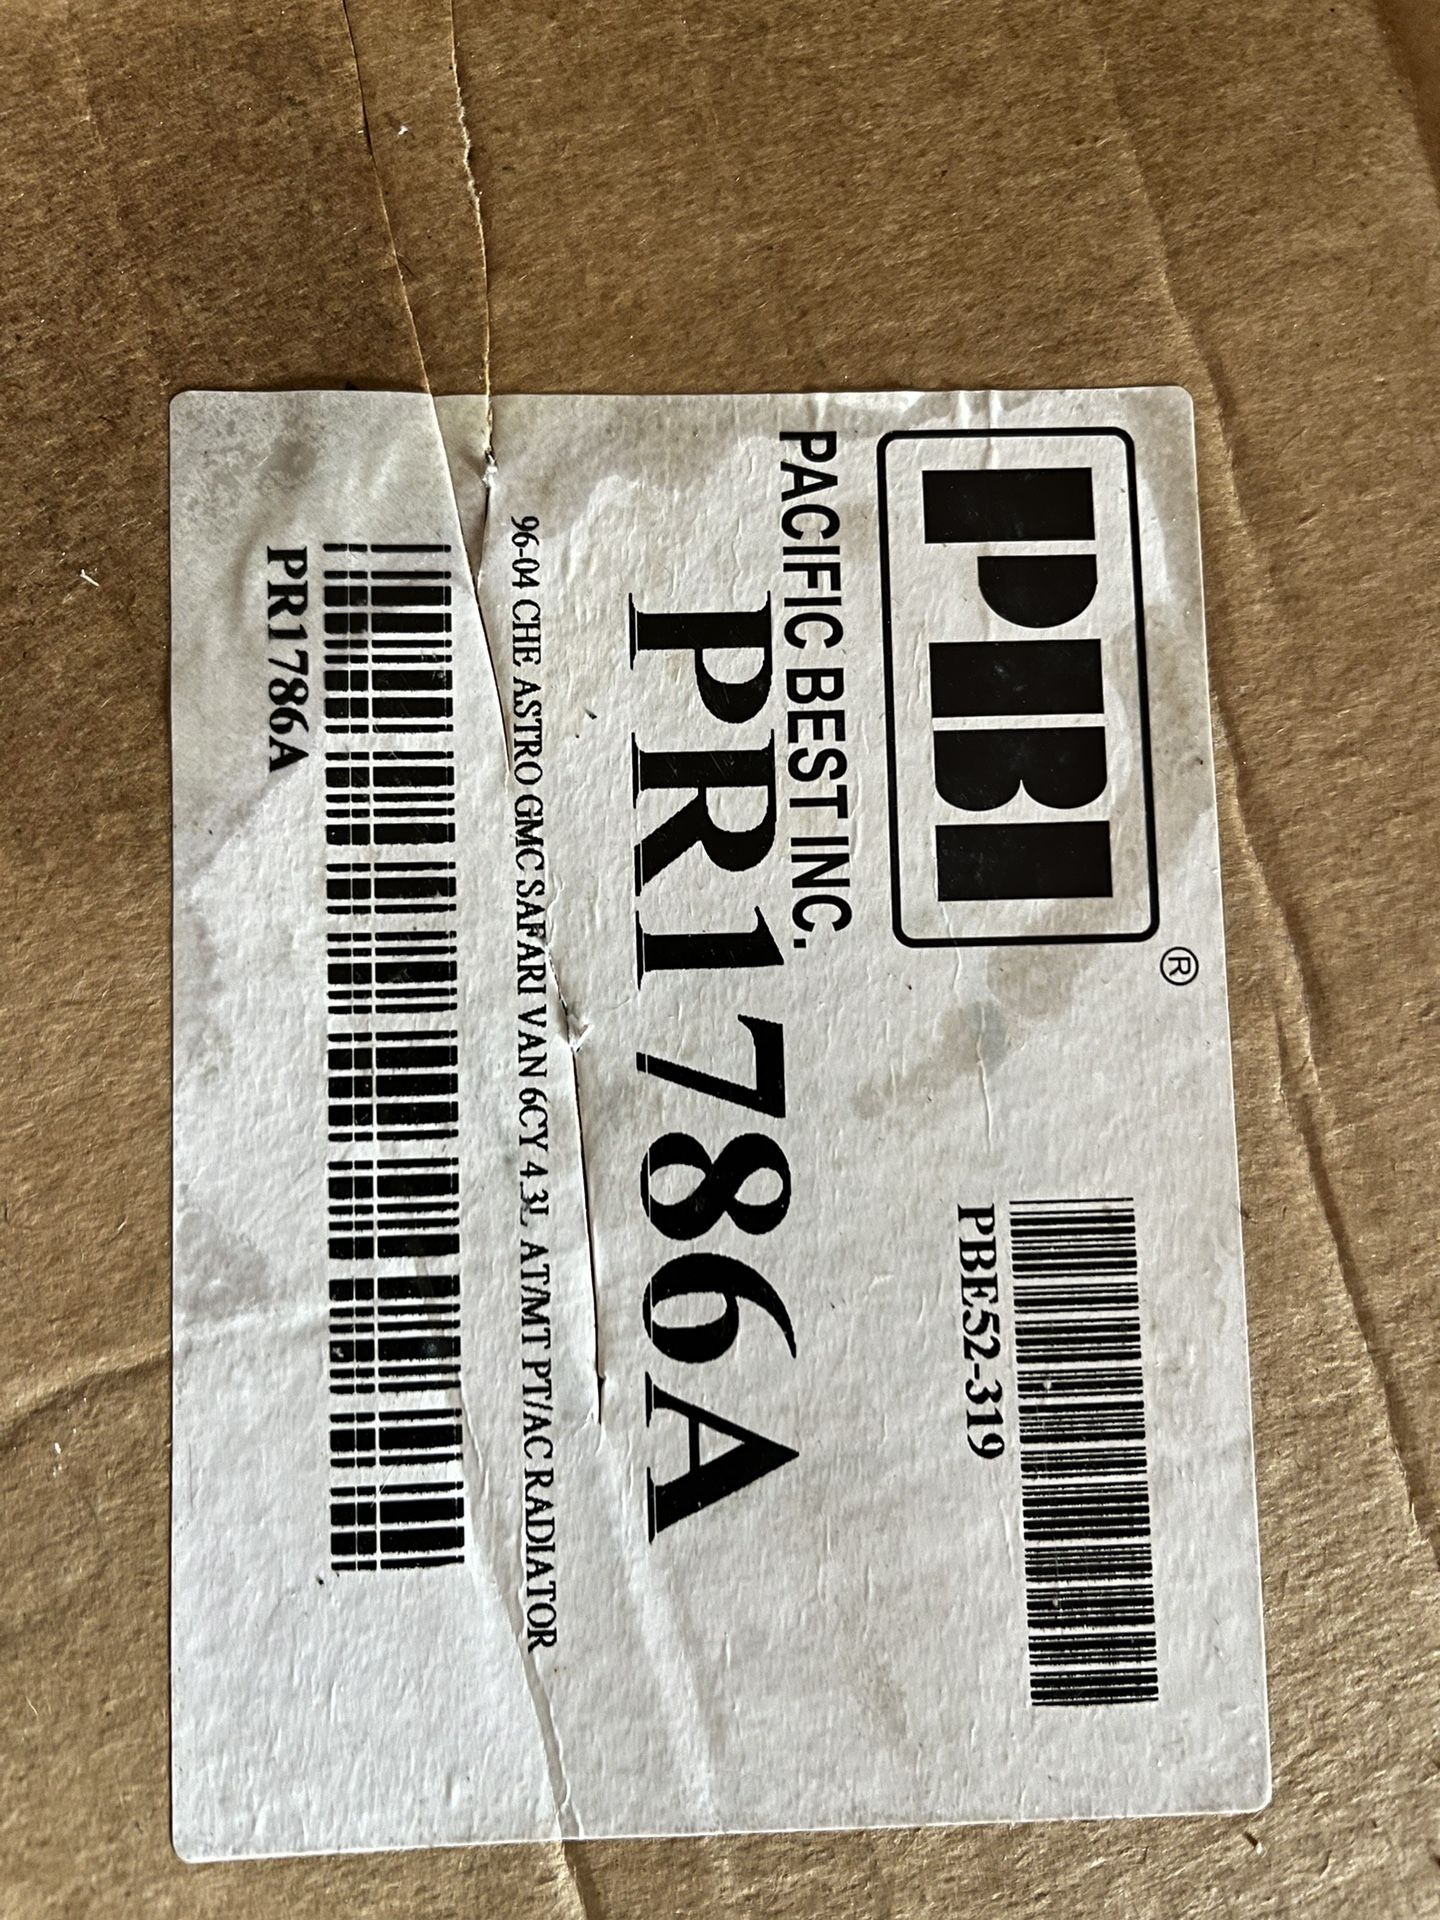 PBI
®
PACIFIC BEST INC.
PBE52-319
PR1786A
96-04 CHE ASTRO GMC SAFARI VAN 6CY 4.3L AT/MT PT/AC RADIATOR
PR1786A